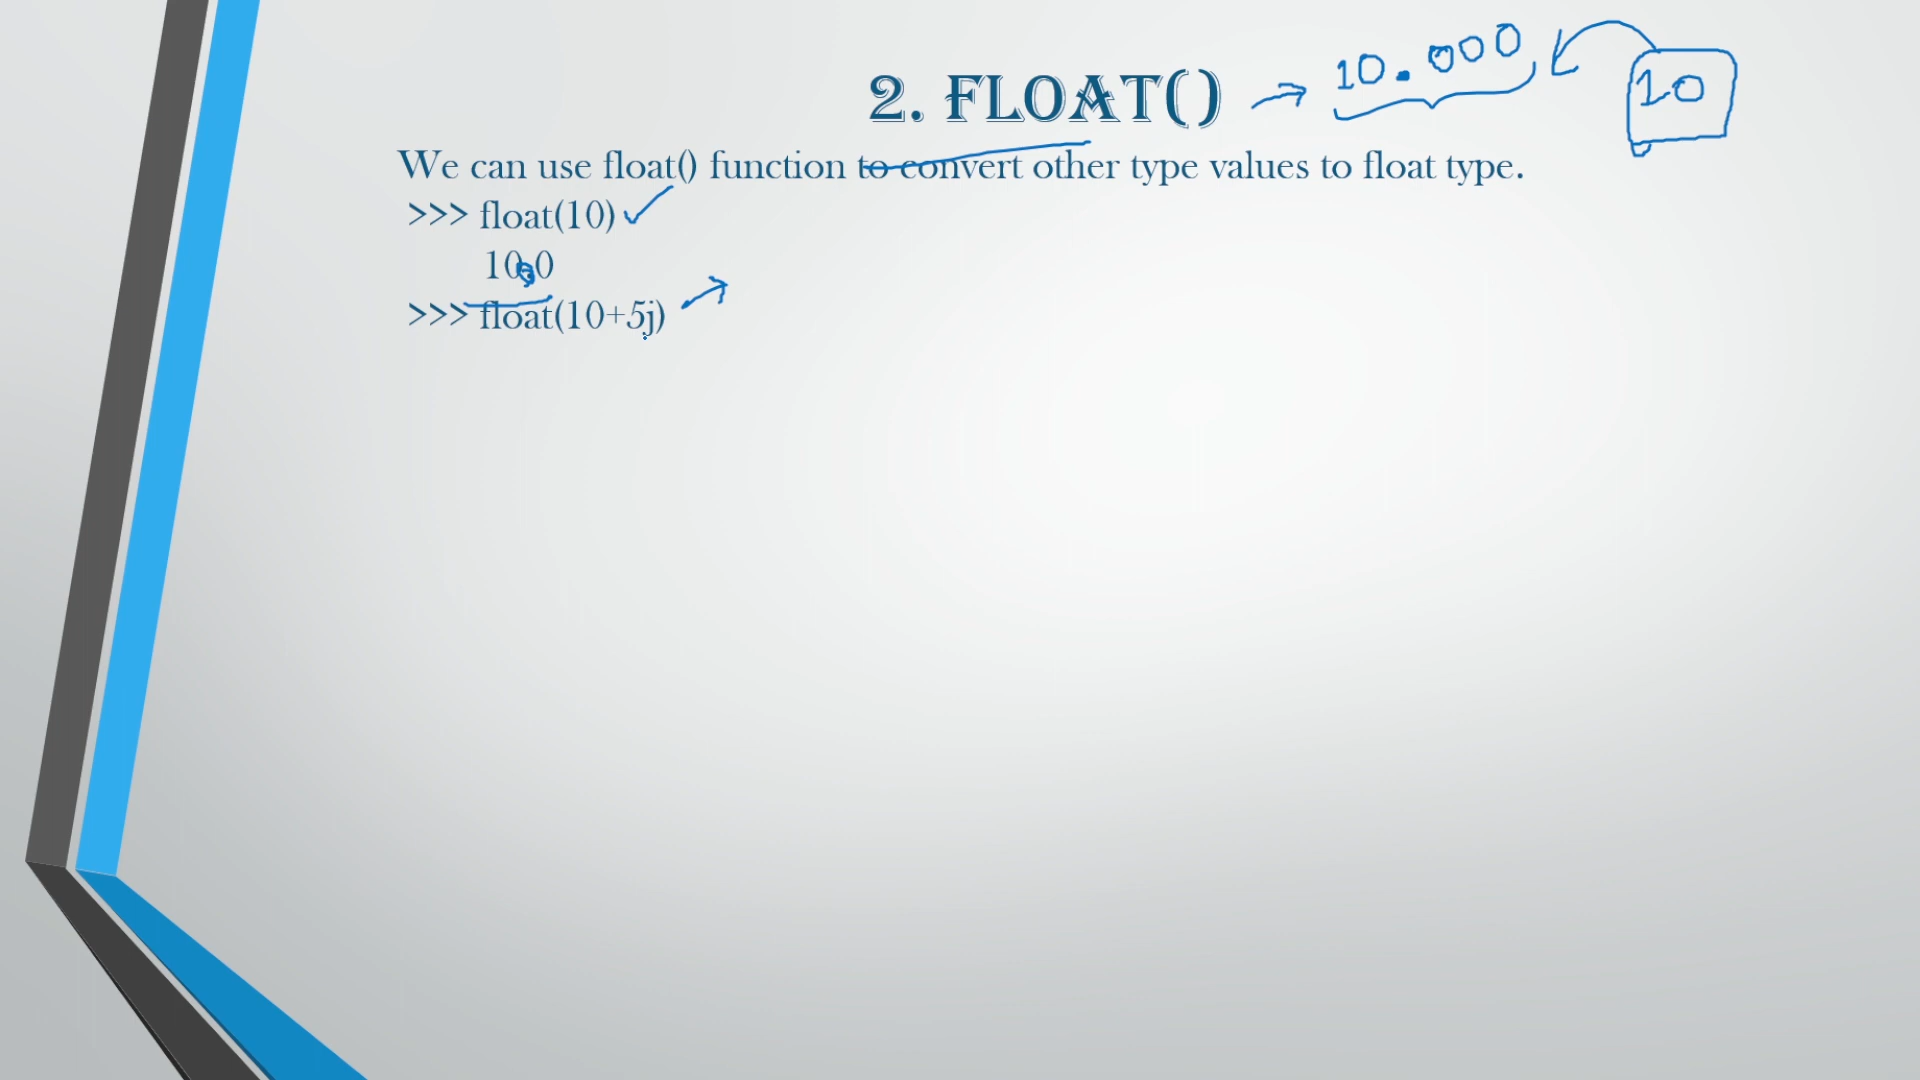 2. FLOAT() → 10.000 10
We can use float() function to convert other type values to float type.
>>> float(10)
10.0
>>> float(10+5j)